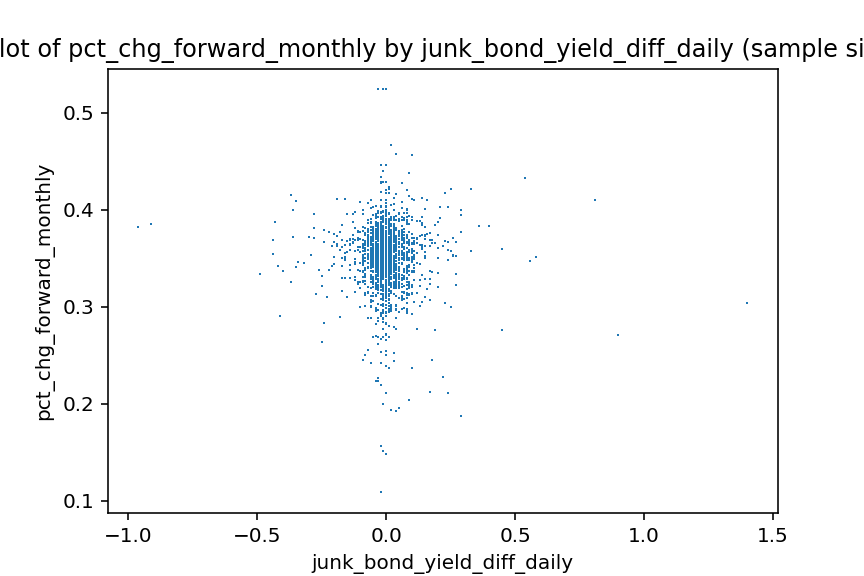 lot of pct_chg_forward_monthly by junk_bond_yield_diff_daily (sample si
0.5
0.4
0.3
0.2
0.1
pct_chg_forward_monthly
−1.0 −0.5 0.0 0.5 1.0 1.5
junk_bond_yield_diff_daily